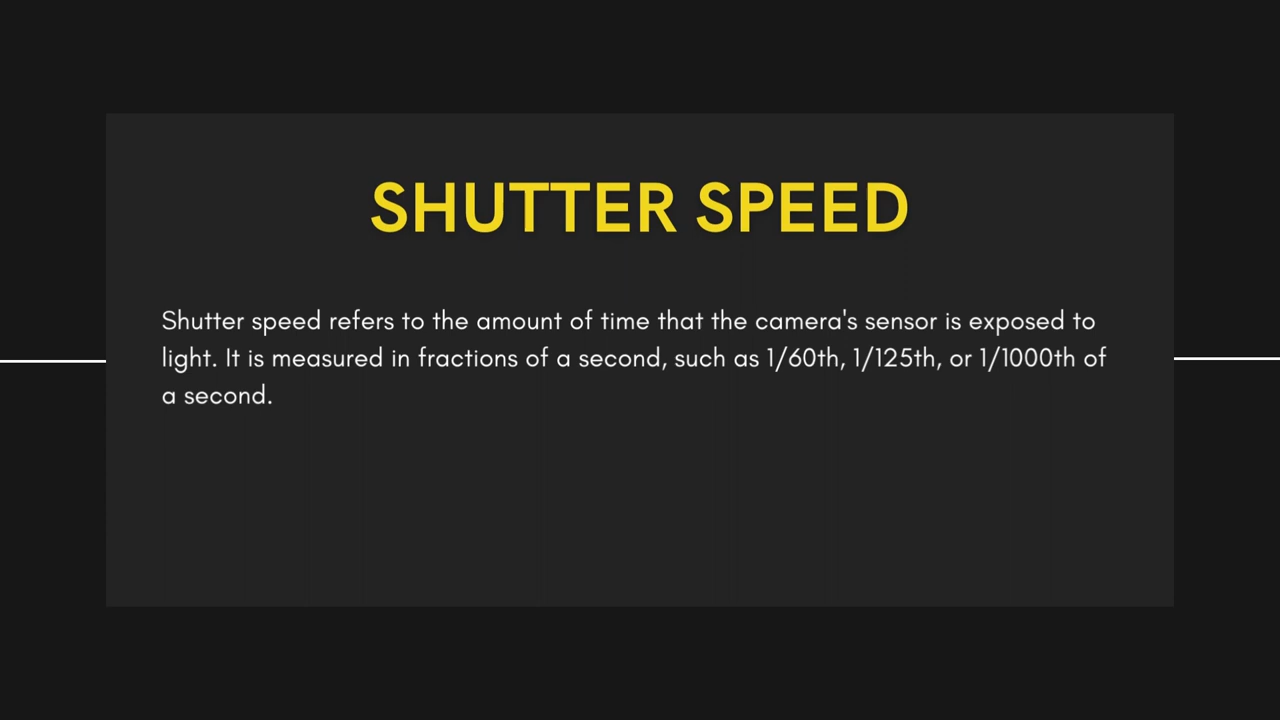 SHUTTER SPEED
Shutter speed refers to the amount of time that the camera's sensor is exposed to
light. It is measured in fractions of a second, such as 1/60th, 1/125th, or 1/1000th of
a second.